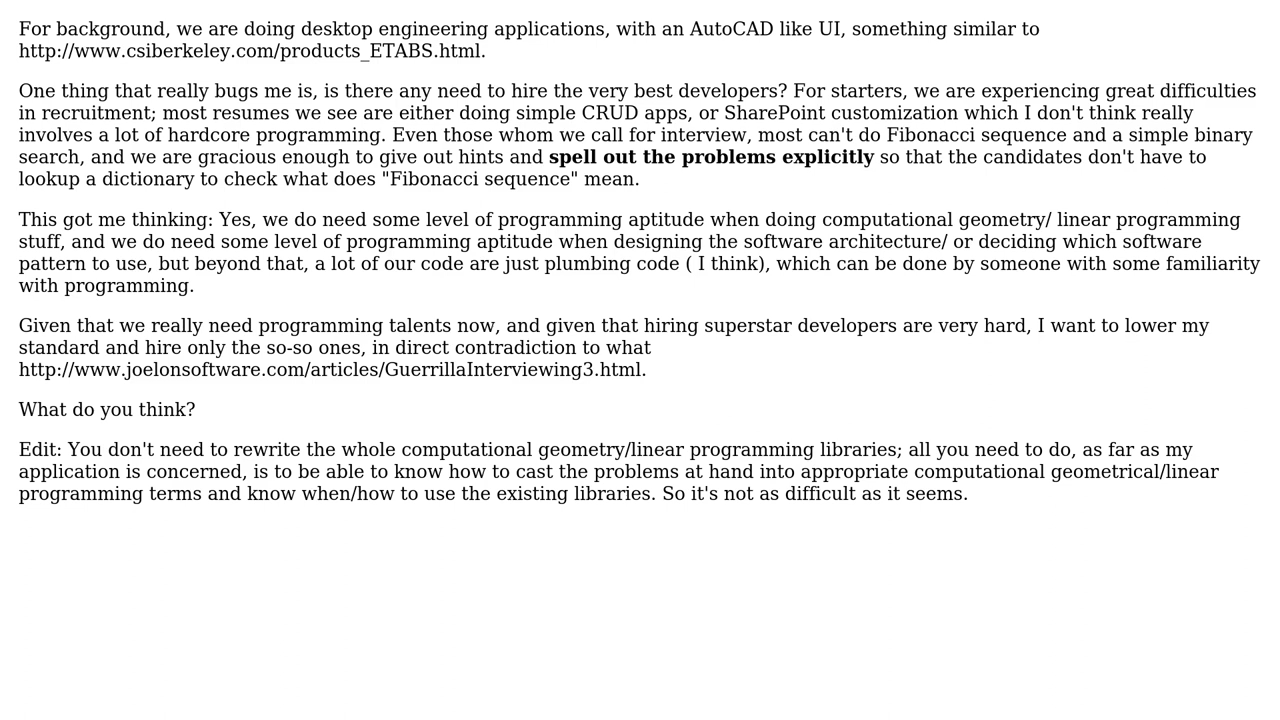 For background, we are doing desktop engineering applications, with an AutoCAD like UI, something similar to
http://www.csiberkeley.com/products_ETABS.html.
One thing that really bugs me is, is there any need to hire the very best developers? For starters, we are experiencing great difficulties
in recruitment; most resumes we see are either doing simple CRUD apps, or SharePoint customization which I don't think really
involves a lot of hardcore programming. Even those whom we call for interview, most can't do Fibonacci sequence and a simple binary
search, and we are gracious enough to give out hints and spell out the problems explicitly so that the candidates don't have to
lookup a dictionary to check what does "Fibonacci sequence" mean.
This got me thinking: Yes, we do need some level of programming aptitude when doing computational geometry/ linear programming
stuff, and we do need some level of programming aptitude when designing the software architecture/ or deciding which software
pattern to use, but beyond that, a lot of our code are just plumbing code ( I think), which can be done by someone with some familiarity
with programming.
Given that we really need programming talents now, and given that hiring superstar developers are very hard, I want to lower my
standard and hire only the so-so ones, in direct contradiction to what
http://www.joelonsoftware.com/articles/GuerrillaInterviewing3.html.
What do you think?
Edit: You don't need to rewrite the whole computational geometry/linear programming libraries; all you need to do, as far as my
application is concerned, is to be able to know how to cast the problems at hand into appropriate computational geometrical/linear
programming terms and know when/how to use the existing libraries. So it's not as difficult as it seems.